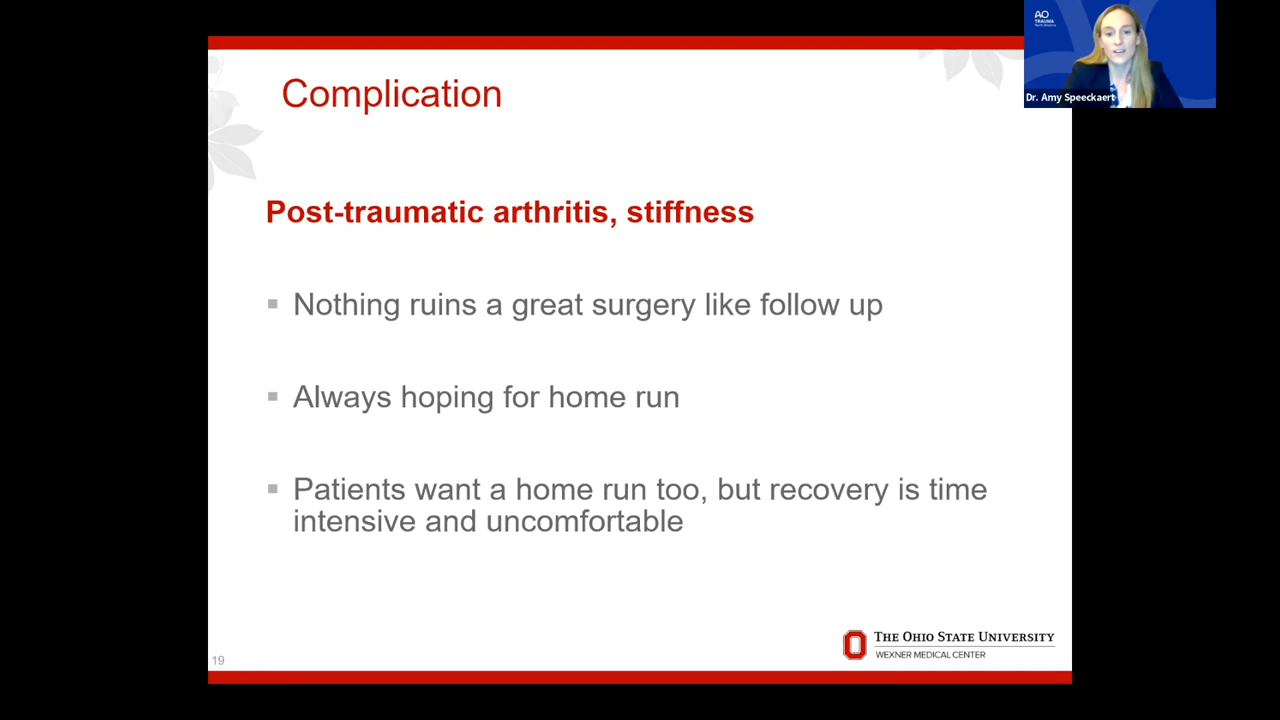 AO
TRAUMA
North America
Dr. Amy Speeckaert
Complication
Post-traumatic arthritis, stiffness
Nothing ruins a great surgery like follow up
Always hoping for home run
Patients want a home run too, but recovery is time
intensive and uncomfortable
THE OHIO STATE UNIVERSITY
WEXNER MEDICAL CENTER
19